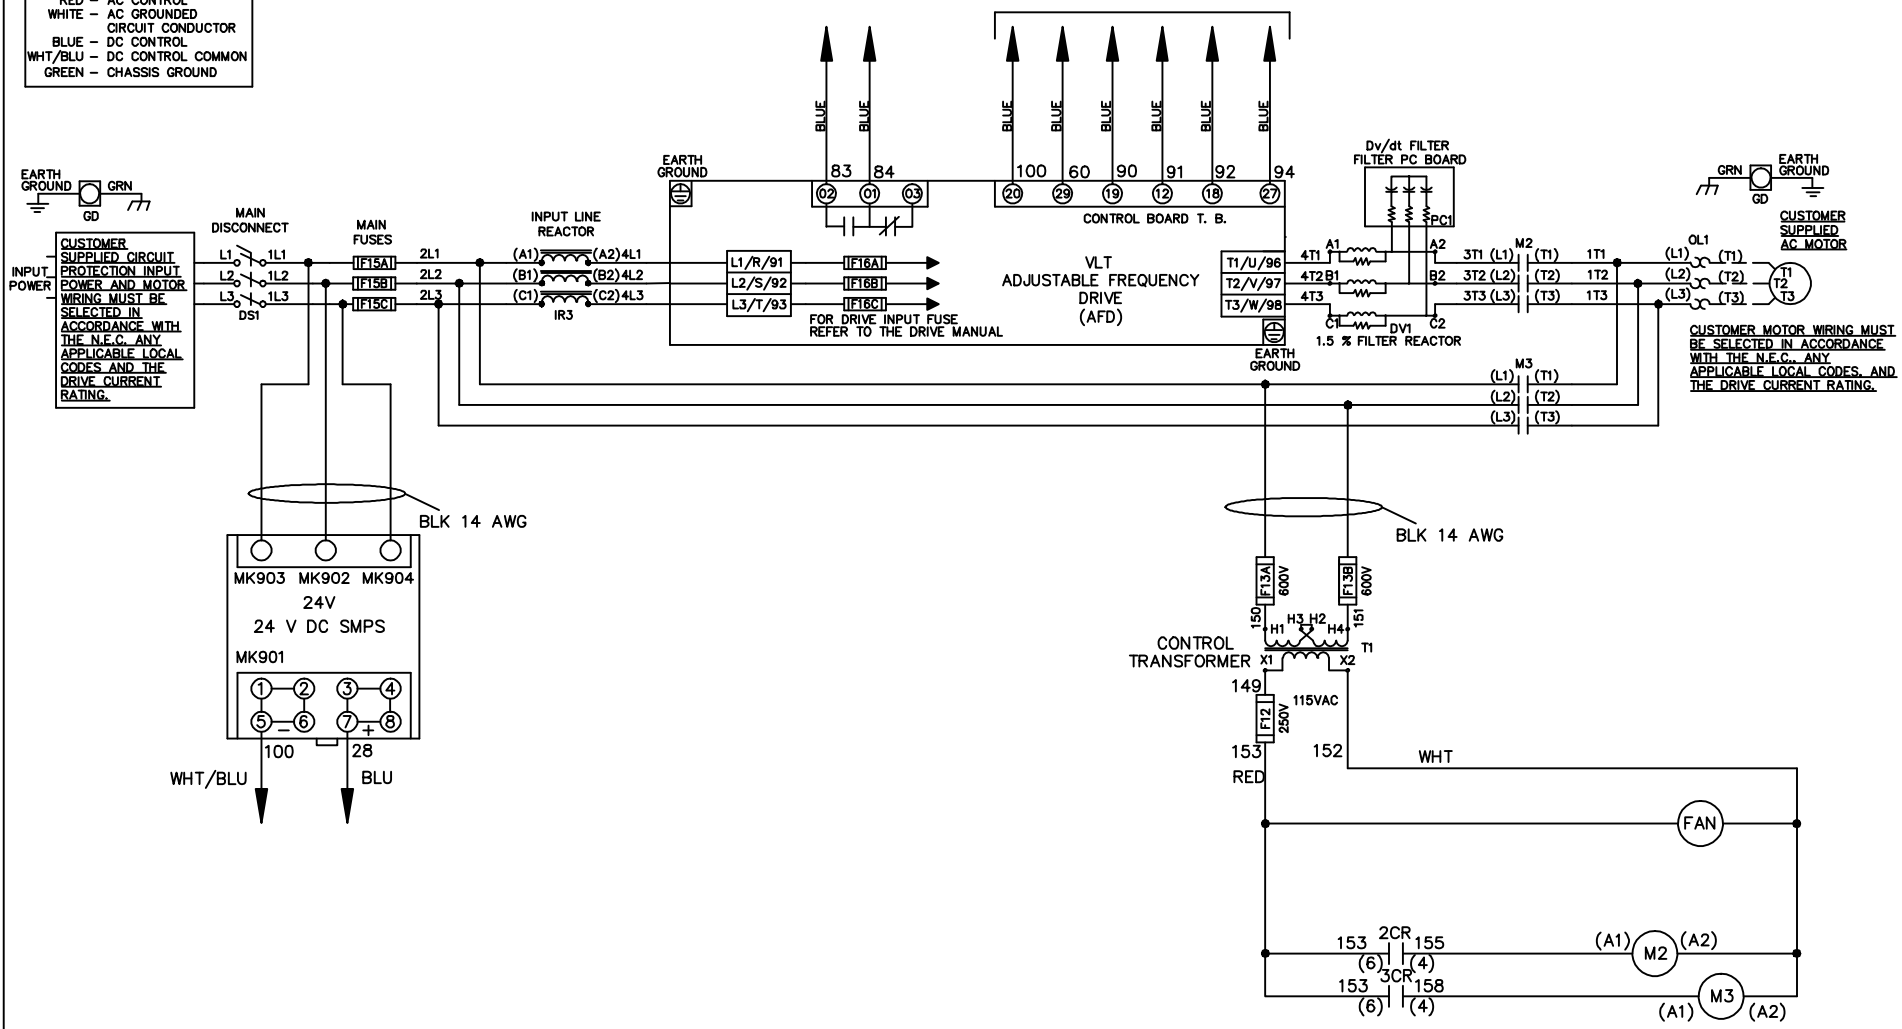 RED – AC CONTROL
WHITE – AC GROUNDED
CIRCUIT CONDUCTOR
BLUE – DC CONTROL
WHT/BLU – DC CONTROL COMMON
GREEN – CHASSIS GROUND
BLUE
BLUE
BLUE
BLUE
BLUE
BLUE
BLUE
BLUE
EARTH
GROUND
GRN
GD
MAIN
DISCONNECT
MAIN
FUSES
INPUT LINE
REACTOR
EARTH
GROUND
83 84
02 01 03
100 60 90 91 92 94
20 29 19 12 18 27
CONTROL BOARD T. B.
Dv/dt FILTER
FILTER PC BOARD
PC1
GRN
EARTH
GROUND
GD
CUSTOMER
SUPPLIED
AC MOTOR
INPUT
POWER
CUSTOMER
SUPPLIED CIRCUIT
PROTECTION INPUT
POWER AND MOTOR
WIRING MUST BE
SELECTED IN
ACCORDANCE WITH
THE N.E.C. ANY
APPLICABLE LOCAL
CODES AND THE
DRIVE CURRENT
RATING.
L1 1L1 F15A 2L1 (A1) (A2) 4L1 L1/R/91 F16A
L2 1L2 F15B 2L2 (B1) (B2) 4L2 L2/S/92 F16B
L3 1L3 F15C 2L3 (C1) (C2) 4L3 L3/T/93 F16C
DS1
IR3
FOR DRIVE INPUT FUSE
REFER TO THE DRIVE MANUAL
VLT
ADJUSTABLE FREQUENCY
DRIVE
(AFD)
T1/U/96 4T1 A1 A2 3T1 (L1) M2 (T1) 1T1 (L1) OL1 (T1)
T2/V/97 4T2 B1 B2 3T2 (L2) (T2) 1T2 (L2) (T2)
T3/W/98 4T3 C1 C2 3T3 (L3) (T3) 1T3 (L3) (T3)
T1
T2
T3
DV1
1.5 % FILTER REACTOR
EARTH
GROUND
CUSTOMER MOTOR WIRING MUST
BE SELECTED IN ACCORDANCE
WITH THE N.E.C., ANY
APPLICABLE LOCAL CODES, AND
THE DRIVE CURRENT RATING.
M3
(L1) (T1)
(L2) (T2)
(L3) (T3)
BLK 14 AWG
BLK 14 AWG
MK903 MK902 MK904
24V
24 V DC SMPS
MK901
1 2 3 4
5 6 7 8
– +
100 28
WHT/BLU BLU
F13A
600V
F13B
600V
150
151
H1 H3 H2 H4
T1
CONTROL
TRANSFORMER
X1 X2
149
115VAC
F12
250V
153
152
RED
WHT
FAN
2CR
153 155
(6) (4)
(A1) M2 (A2)
3CR
153 158
(6) (4)
(A1) M3 (A2)